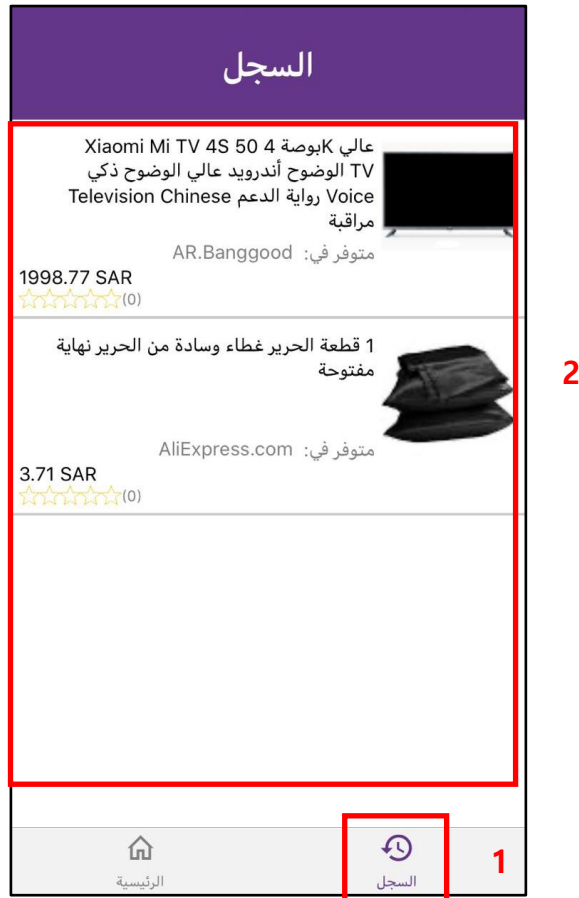 السجل
عالي Kبوصة 4 50 Xiaomi Mi TV 4S
TV الوضوح أندرويد عالي الوضوح ذكي
Voice رواية الدعم Television Chinese
مراقبة
متوفر في: AR.Banggood
1998.77 SAR
(0)
1 قطعة الحرير غطاء وسادة من الحرير نهاية
مفتوحة
2
متوفر في: AliExpress.com
3.71 SAR
(0)
السجل
الرئيسية
1